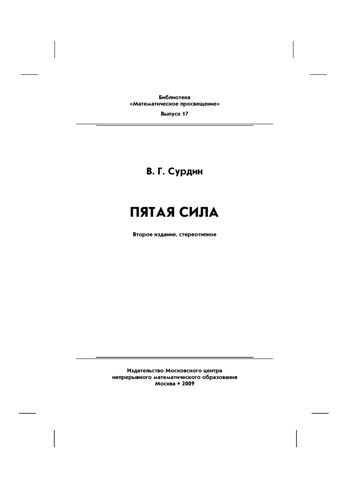 Библиотека
«Математическое просвещение»
Выпуск 17
В. Г. Сурдин
ПЯТАЯ СИЛА
Второе издание, стереотипное
Издательство Московского центра
непрерывного математического образования
Москва • 2009